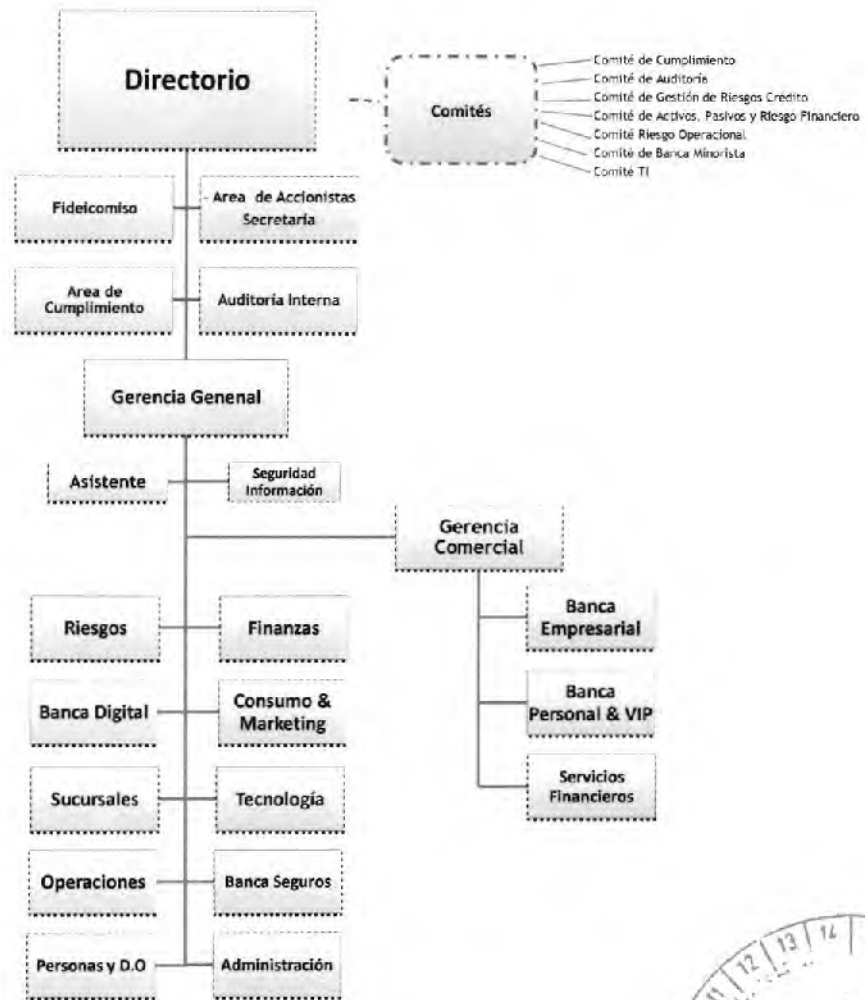 Directorio
Comités
Comité de Cumplimiento
Comité de Auditoría
Comité de Gestión de Riesgos Crédito
Comité de Activos, Pasivos y Riesgo Financiero
Comité Riesgo Operacional
Comité de Banca Minorista
Comité TI
Fideicomiso
- Area de Accionistas
Secretaría
Area de
Cumplimiento
Auditoría Interna
Gerencia Genenal
Asistente
Seguridad
Información
Gerencia
Comercial
Riesgos
Finanzas
Banca
Empresarial
Banca Digital
Consumo &
Marketing
Banca
Personal & VIP
Sucursales
Tecnología
Servicios
Financieros
Operaciones
Banca Seguros
Personas y D.O
Administración
11 12 13 14